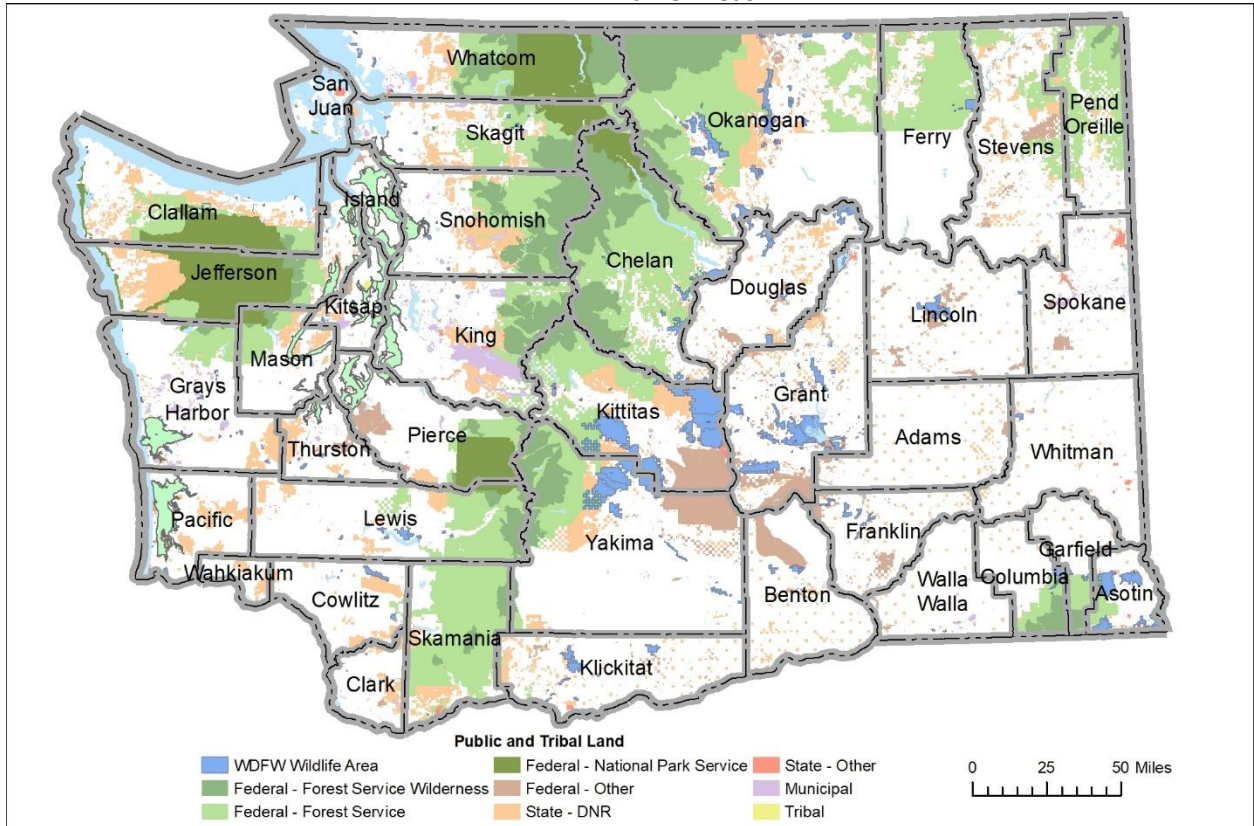 Whatcom
San
Juan
Skagit
Okanogan
Ferry
Stevens
Pend
Oreille
Island
Clallam
Snohomish
Jefferson
Chelan
Kitsap
Douglas
Lincoln
Spokane
King
Mason
Grays
Harbor
Kittitas
Grant
Adams
Whitman
Thurston
Pierce
Pacific
Lewis
Yakima
Franklin
Garfield
Wahkiakum
Columbia
Walla
Walla
Asotin
Cowlitz
Benton
Skamania
Klickitat
Clark
Public and Tribal Land
WDFW Wildlife Area
Federal - Forest Service Wilderness
Federal - Forest Service
Federal - National Park Service
Federal - Other
State - DNR
State - Other
Municipal
Tribal
0 25 50 Miles